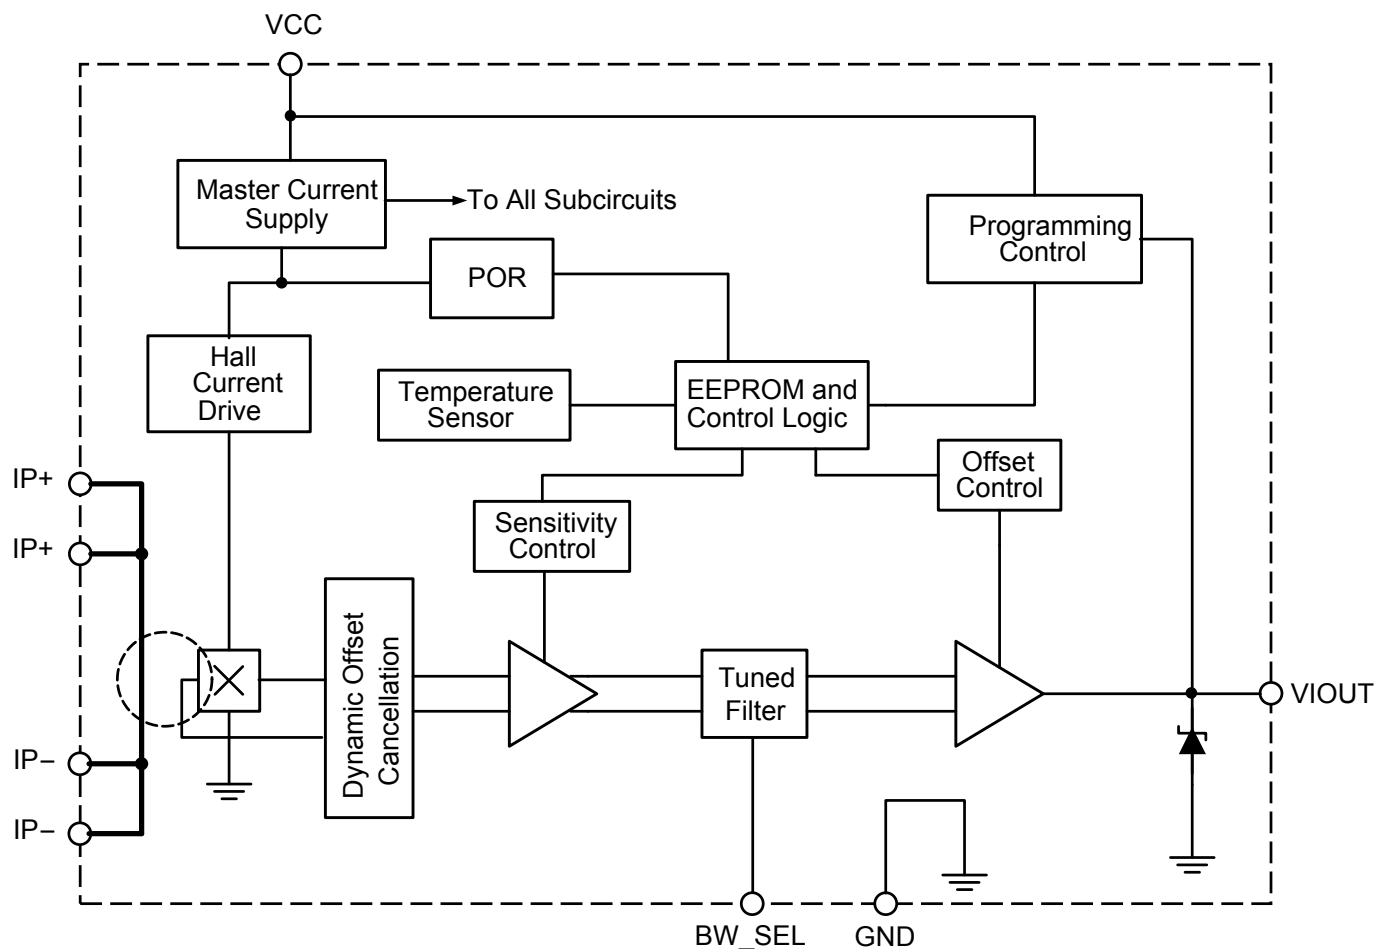 VCC
Master Current
Supply
To All Subcircuits
Programming
Control
POR
Hall
Current
Drive
Temperature
Sensor
EEPROM and
Control Logic
Offset
Control
IP+
IP+
Sensitivity
Control
Dynamic Offset
Cancellation
Tuned
Filter
VIOUT
IP−
IP−
BW_SEL
GND